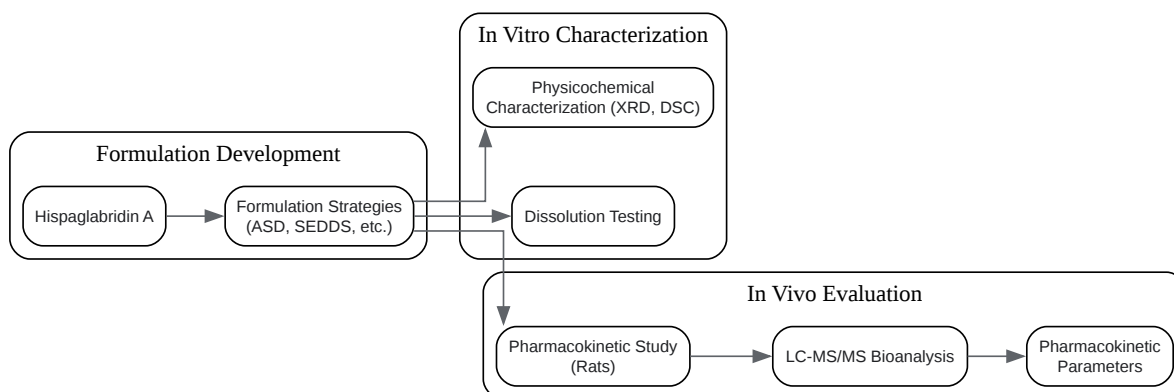 In Vitro Characterization
Physicochemical
Characterization (XRD, DSC)
Formulation Development
Hispaglabridin A
Formulation Strategies
(ASD, SEDDS, etc.)
Dissolution Testing
In Vivo Evaluation
Pharmacokinetic Study
(Rats)
LC-MS/MS Bioanalysis
Pharmacokinetic
Parameters